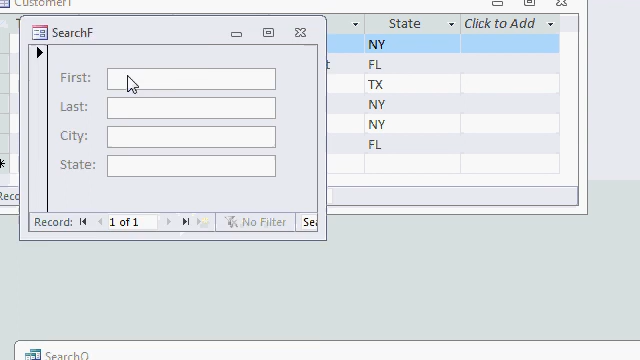 Customer
SearchF
State
Click to Add
NY
First:
FL
Last:
TX
NY
City:
NY
State:
FL
Record:
1 of 1
No Filter
SearchQ